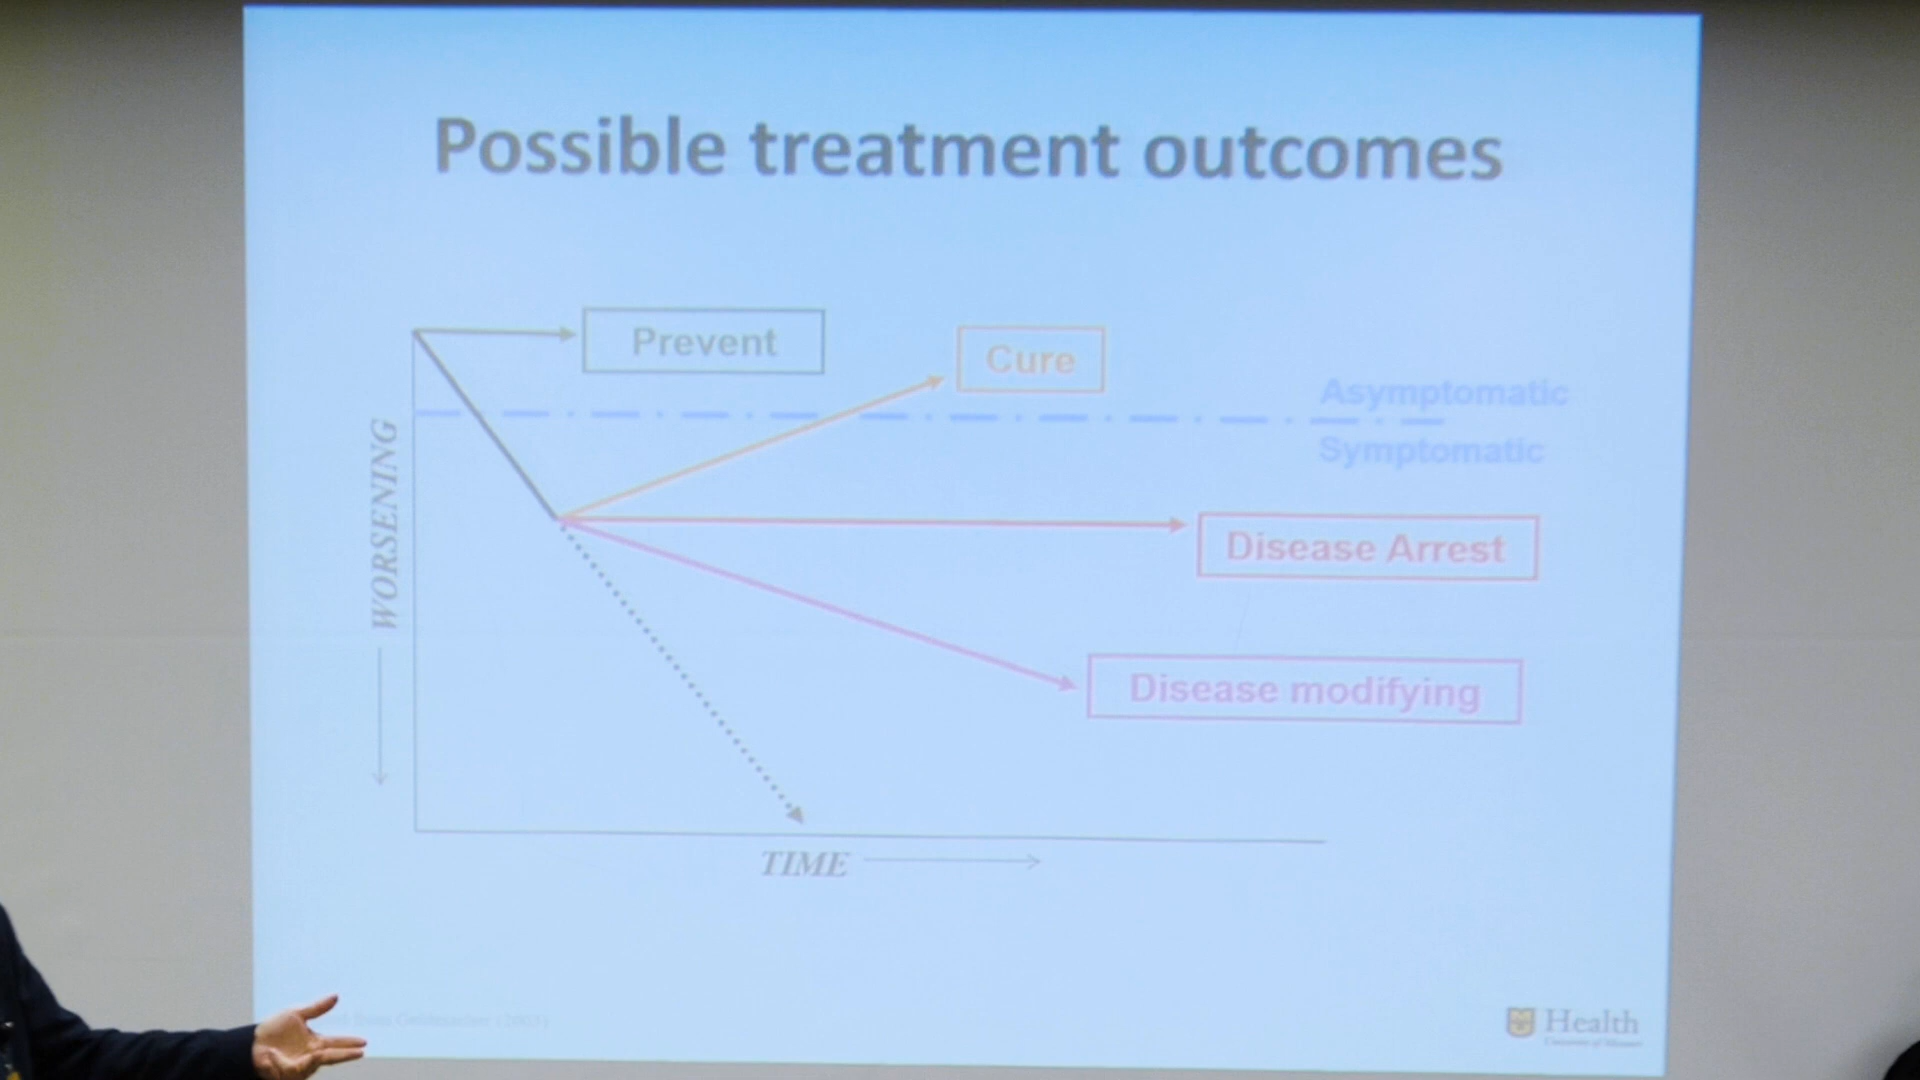 Possible treatment outcomes
Prevent
Cure
Asymptomatic
Symptomatic
WORSENING
Disease Arrest
Disease modifying
TIME
Health